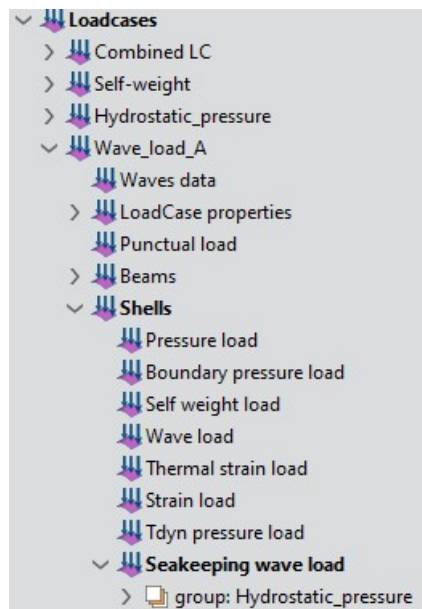 Loadcases
Combined LC
Self-weight
Hydrostatic_pressure
Wave_load_A
Waves data
LoadCase properties
Punctual load
Beams
Shells
Pressure load
Boundary pressure load
Self weight load
Wave load
Thermal strain load
Strain load
Tdyn pressure load
Seakeeping wave load
group: Hydrostatic_pressure